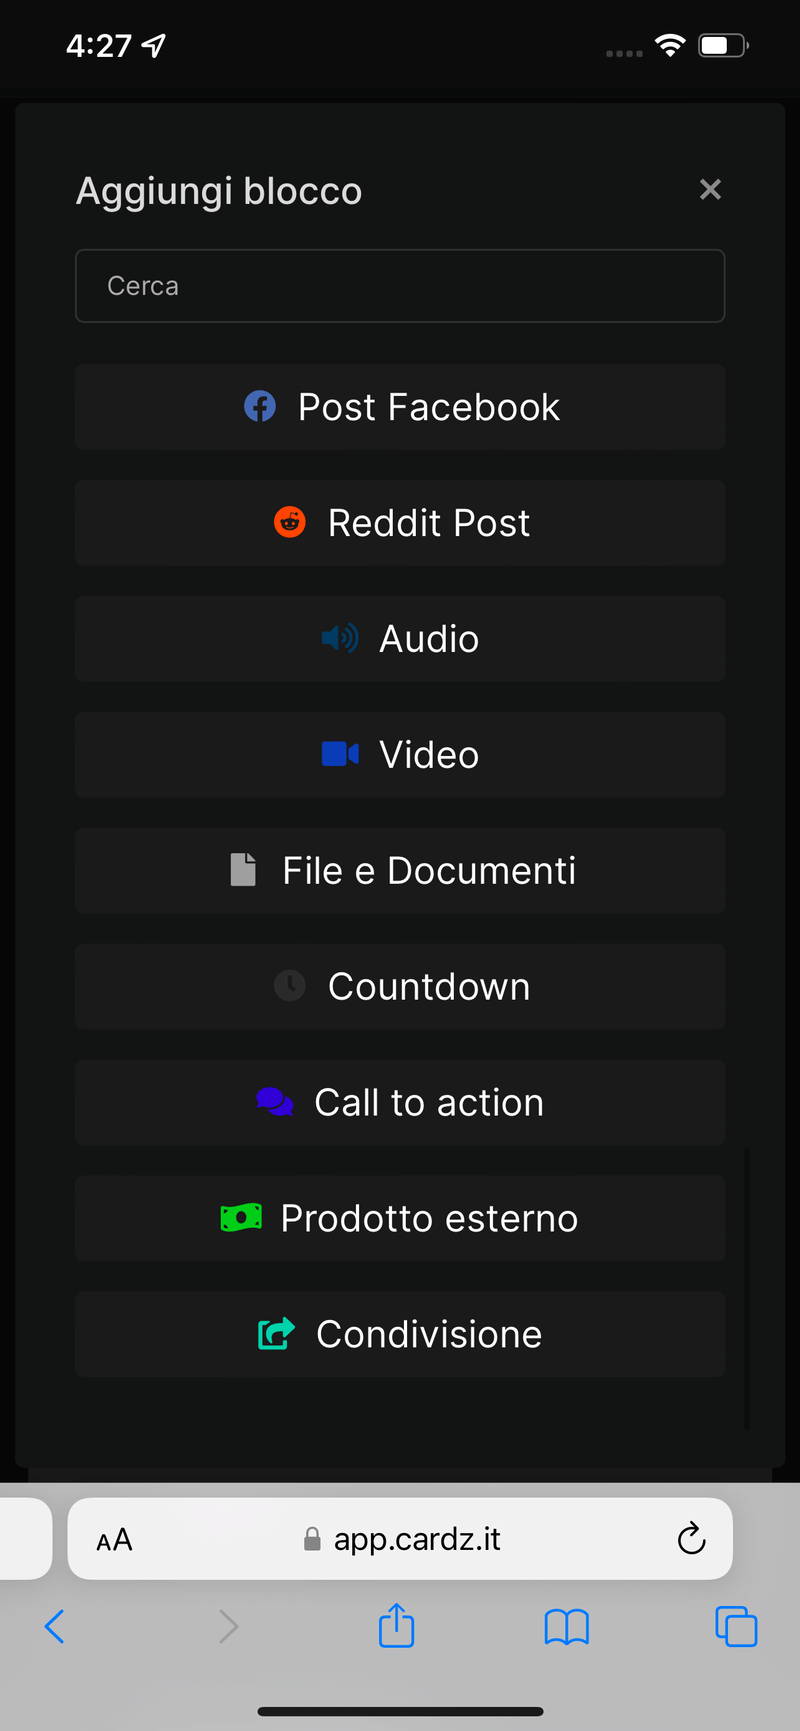 4:27
Aggiungi blocco
Cerca
Post Facebook
Reddit Post
Audio
Video
File e Documenti
Countdown
Call to action
Prodotto esterno
Condivisione
AA app.cardz.it